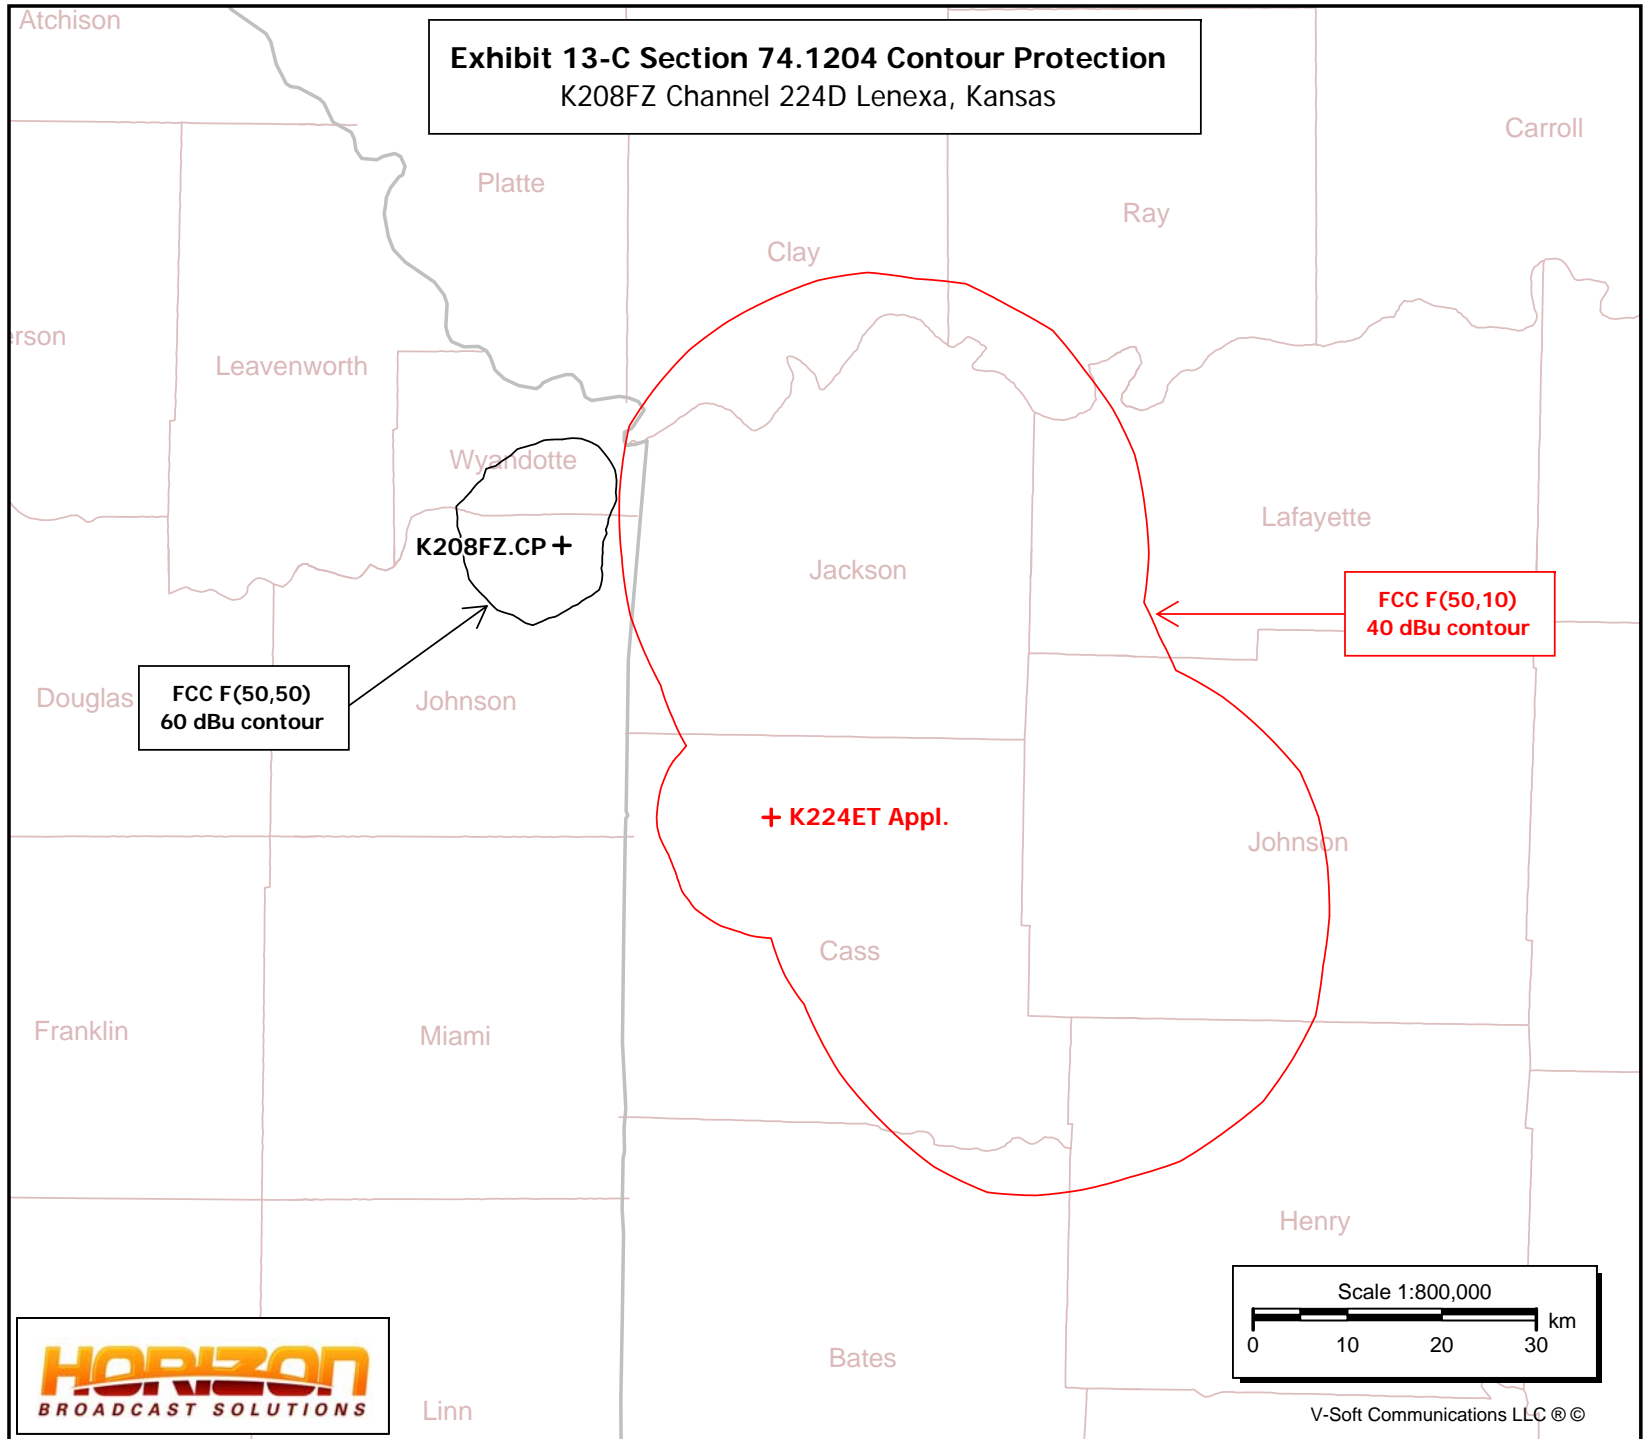 Atchison
Exhibit 13-C Section 74.1204 Contour Protection
K208FZ Channel 224D Lenexa, Kansas
Carroll
Platte
Ray
Clay
erson
Leavenworth
Wyandotte
Lafayette
K208FZ.CP
Jackson
FCC F(50,10)
40 dBu contour
FCC F(50,50)
60 dBu contour
Douglas
Johnson
K224ET Appl.
Johnson
Cass
Franklin
Miami
Henry
Scale 1:800,000
km
0 10 20 30
Bates
HORIZON
BROADCAST SOLUTIONS
Linn
V-Soft Communications LLC ® ©